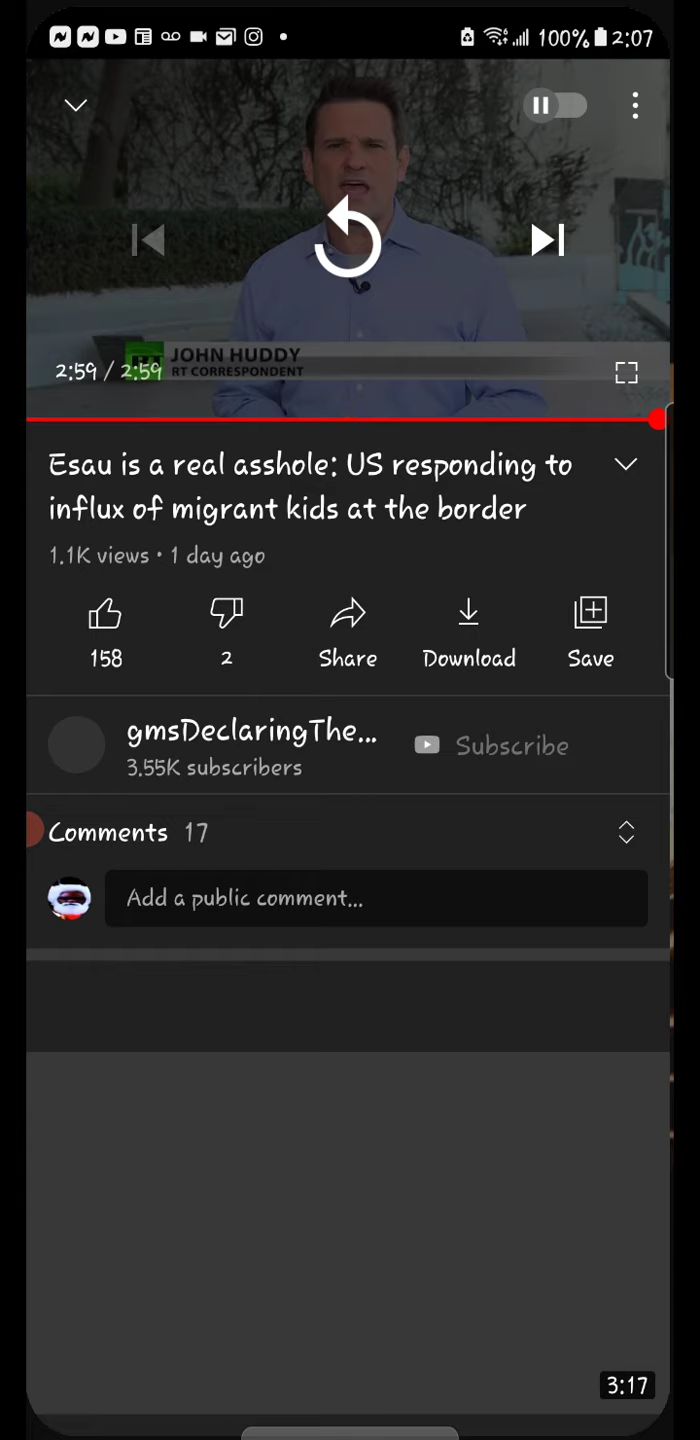 100% 2:07
JOHN HUDDY
RT CORRESPONDENT
2:59 / 2:59
Esau is a real asshole: US responding to
influx of migrant kids at the border
1.1K views • 1 day ago
158 2 Share Download Save
gmsDeclaringThe...
Subscribe
3.55K subscribers
Comments 17
Add a public comment...
3:17